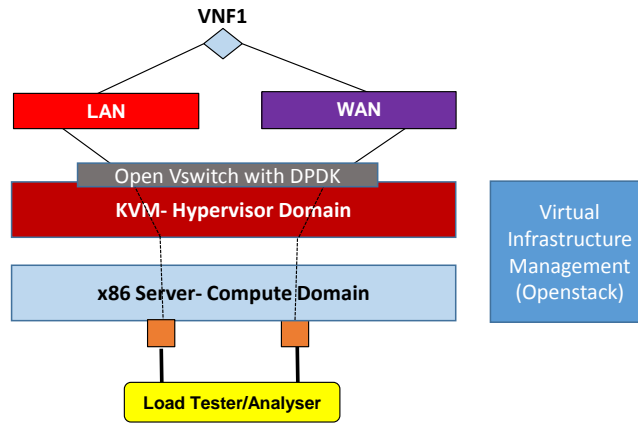 VNF1
LAN
WAN
Open Vswitch with DPDK
KVM- Hypervisor Domain
Virtual
Infrastructure
Management
(Openstack)
x86 Server- Compute Domain
Load Tester/Analyser